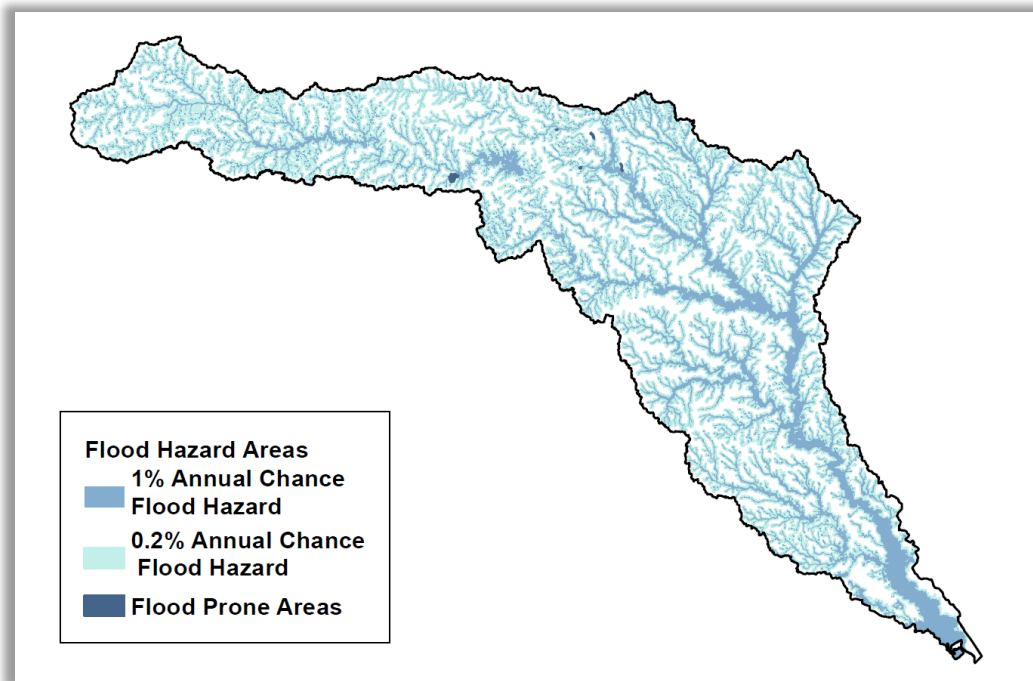 Flood Hazard Areas
1% Annual Chance
Flood Hazard
0.2% Annual Chance
Flood Hazard
Flood Prone Areas